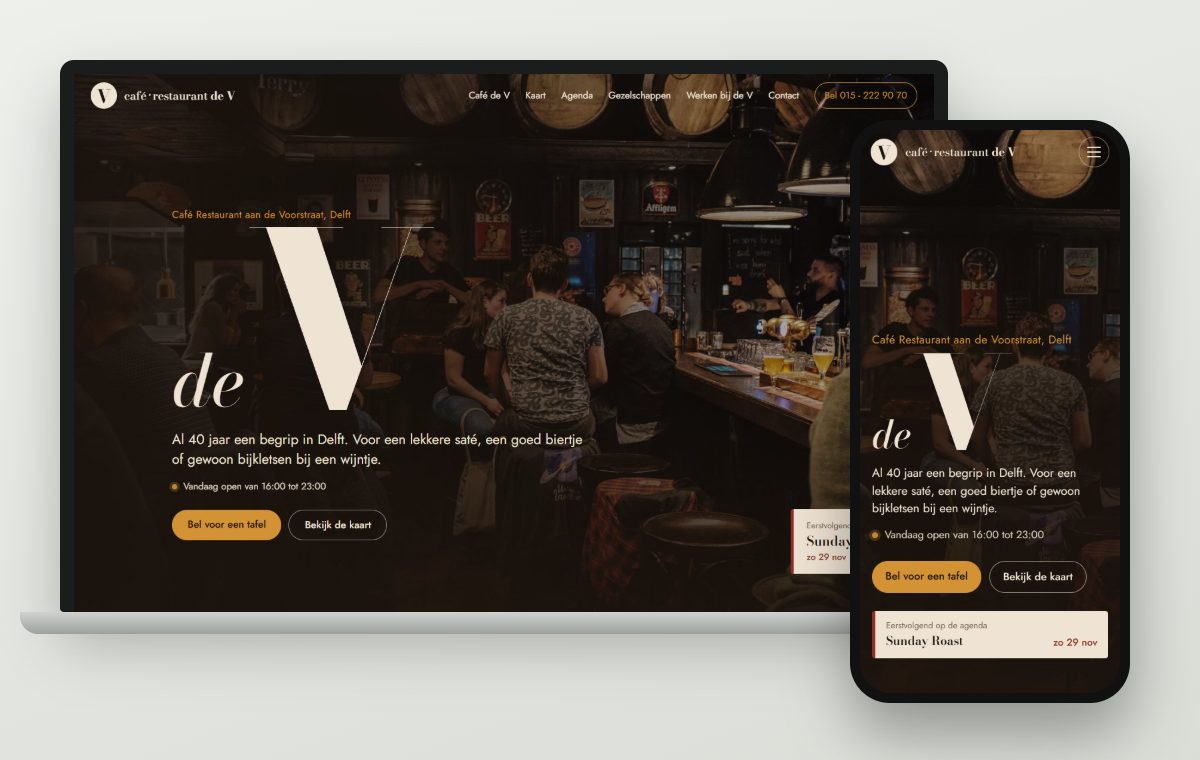 V café·restaurant de V
Café de V Kaart Agenda Gezelschappen Werken bij de V Contact Bel 015 - 222 90 70
Café Restaurant aan de Voorstraat, Delft
de V
Al 40 jaar een begrip in Delft. Voor een lekkere saté, een goed biertje
of gewoon bijkletsen bij een wijntje.
Vandaag open van 16:00 tot 23:00
Bel voor een tafel Bekijk de kaart
Eerstvolgend
Sunday
zo 29 nov
BEER
BEER
Affligem
V café·restaurant de V
BEER
Café Restaurant aan de Voorstraat, Delft
de V
Al 40 jaar een begrip in Delft. Voor een
lekkere saté, een goed biertje of gewoon
bijkletsen bij een wijntje.
Vandaag open van 16:00 tot 23:00
Bel voor een tafel Bekijk de kaart
Eerstvolgend op de agenda
Sunday Roast zo 29 nov